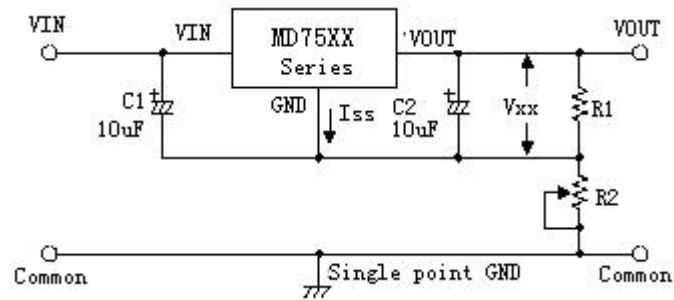 VIN
VIN
MD75XX
Series
VOUT
VOUT
GND
Iss
C1
10uF
C2
10uF
Vxx
R1
R2
Common
Single point GND
Common